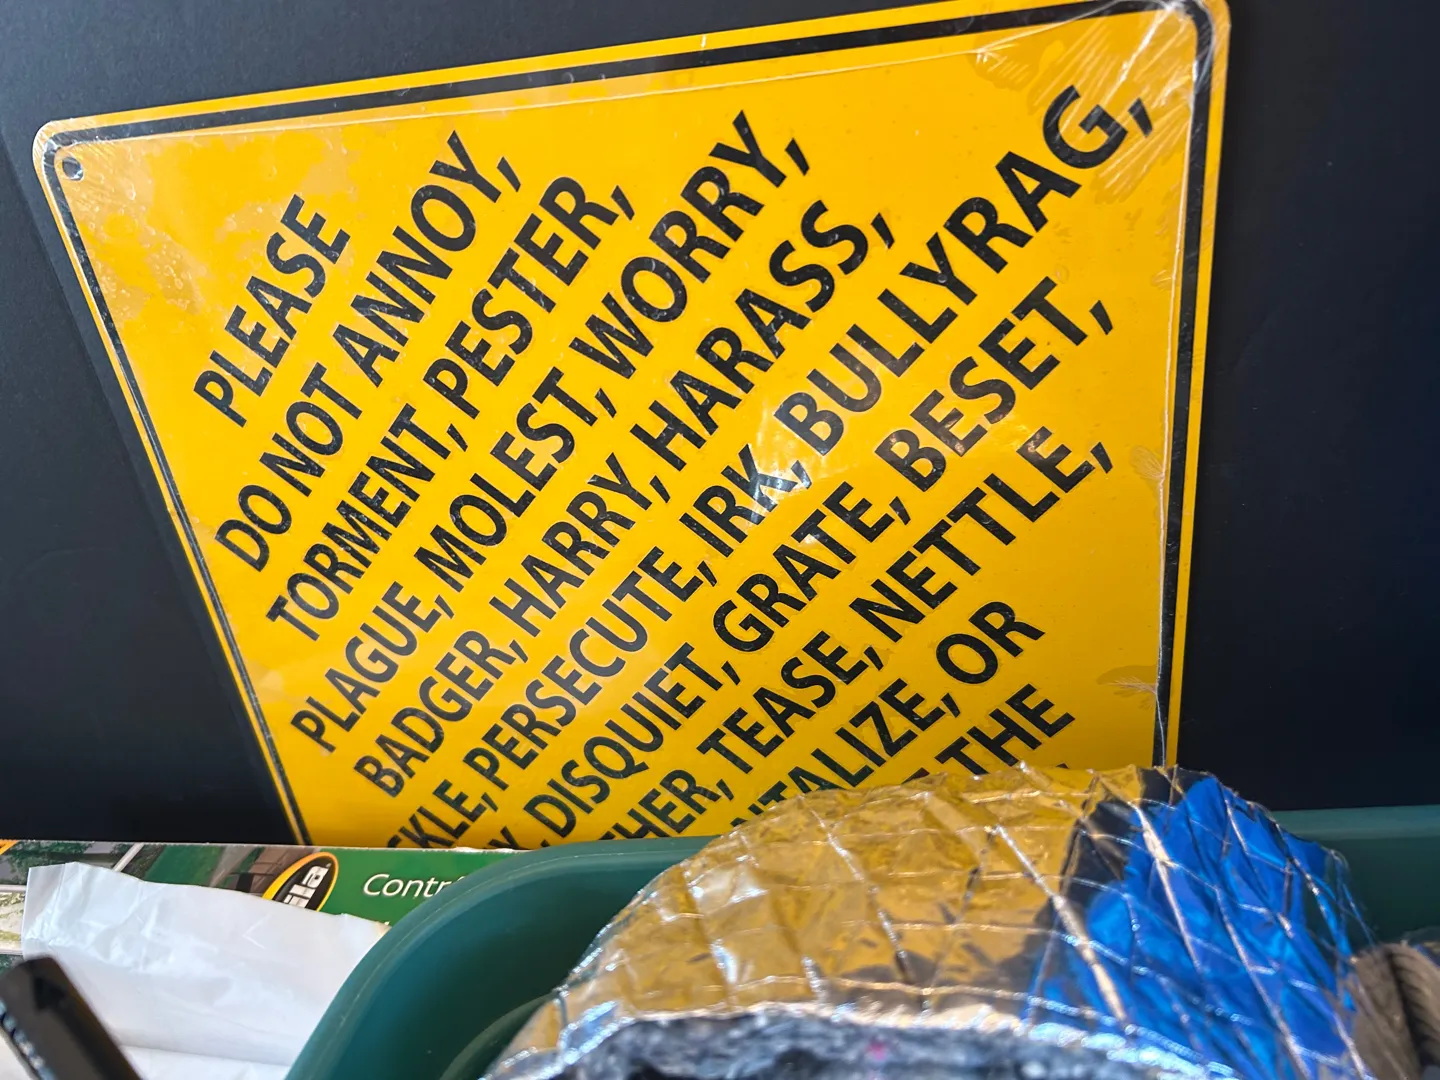 PLEASE
DO NOT ANNOY,
TORMENT, PESTER,
PLAGUE, MOLEST, WORRY,
BADGER, HARRY, HARASS,
PERSECUTE, IRK, BULLYRAG,
DISQUIET, GRATE, BESET,
TEASE, NETTLE,
OR
THE